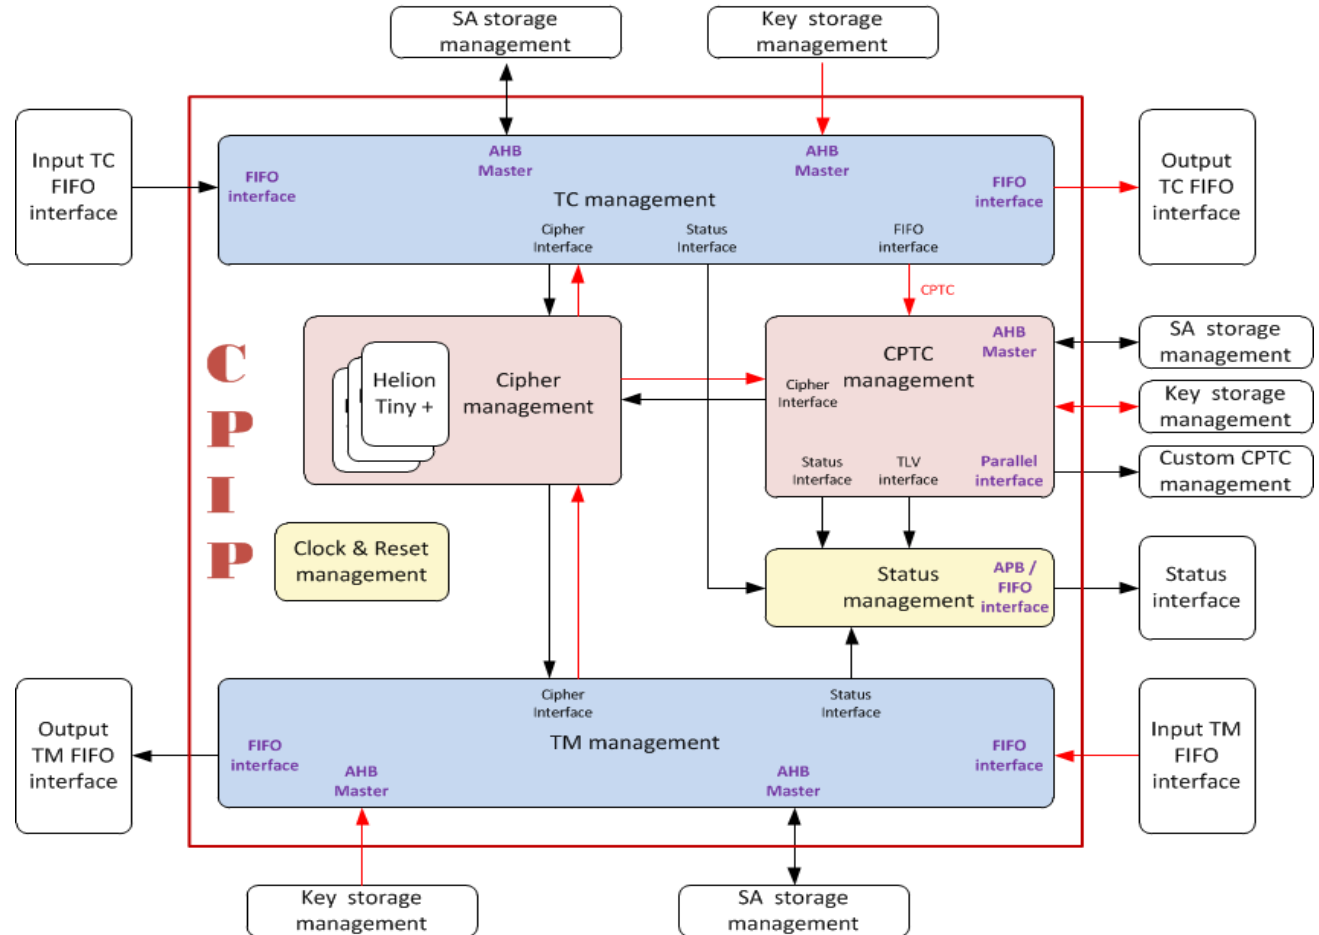 SA storage
management
Key  storage
management
Input TC
FIFO
interface
AHB
Master
AHB
Master
FIFO
interface
TC management
FIFO
interface
Output
TC FIFO
interface
Cipher
Interface
Status
Interface
FIFO
interface
CPTC
C
P
I
P
Helion
Tiny +
Cipher
management
CPTC
management
AHB
Master
Cipher
Interface
Status
Interface
TLV
interface
Parallel
interface
SA  storage
management
Key storage
management
Custom CPTC
management
Clock & Reset
management
Status
management
APB /
FIFO
interface
Status
interface
Output
TM FIFO
interface
Cipher
Interface
Status
Interface
TM management
FIFO
interface
AHB
Master
AHB
Master
FIFO
interface
Input TM
FIFO
interface
Key  storage
management
SA  storage
management